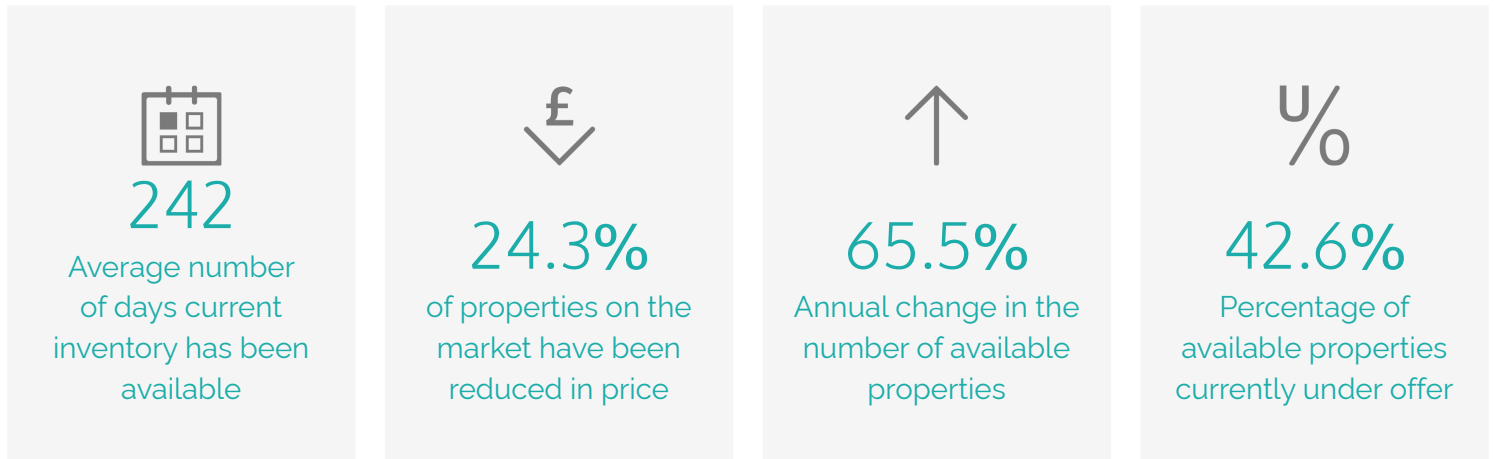 242
Average number
of days current
inventory has been
available
£
24.3%
of properties on the
market have been
reduced in price
65.5%
Annual change in the
number of available
properties
U/O
42.6%
Percentage of
available properties
currently under offer